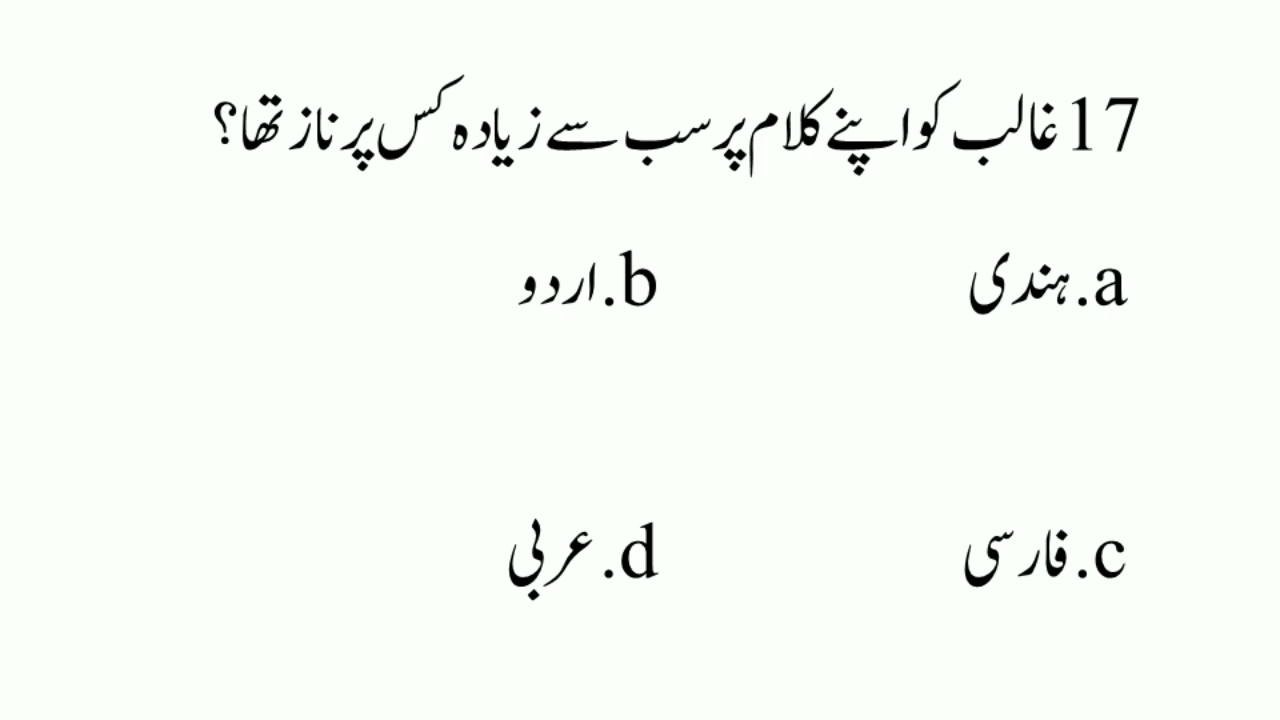 17 غالب کو اپنے کلام پر سب سے زیادہ کس پر ناز تھا؟
a. ہندی b. اردو
c. فارسی d. عربی